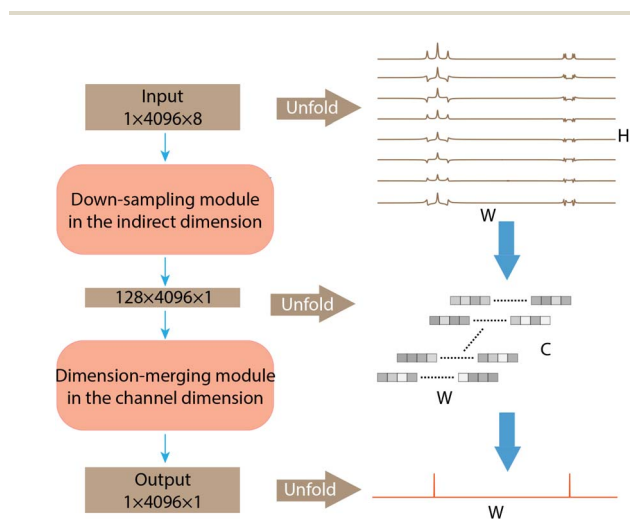 Input
1×4096×8
Unfold
H
W
Down-sampling module
in the indirect dimension
128×4096×1
Unfold
C
W
Dimension-merging module
in the channel dimension
Output
1×4096×1
Unfold
W